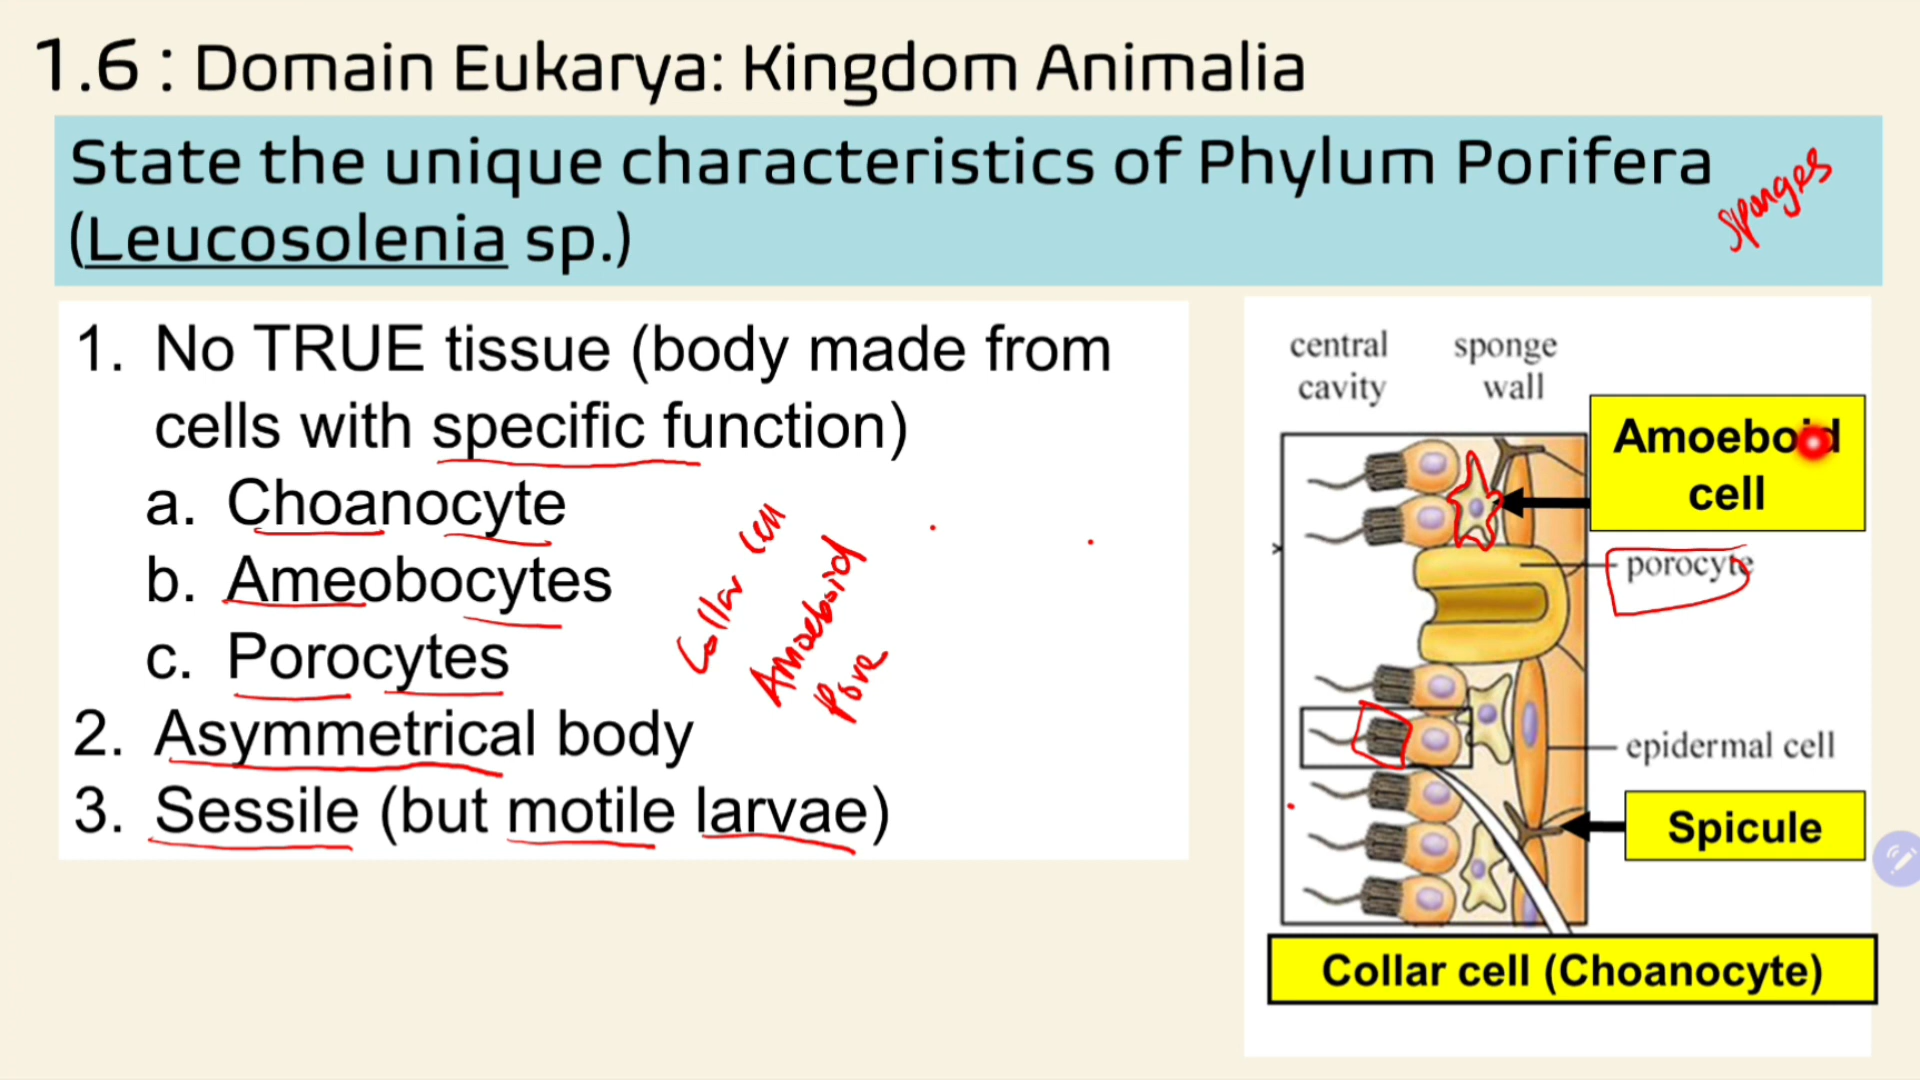 1.6 : Domain Eukarya: Kingdom Animalia
State the unique characteristics of Phylum Porifera
(Leucosolenia sp.)
sponges
1. No TRUE tissue (body made from
cells with specific function)
a. Choanocyte
b. Ameobocytes
c. Porocytes
2. Asymmetrical body
3. Sessile (but motile larvae)
Collar cell
Amoeboid
Pore
central
cavity
sponge
wall
Amoeboid
cell
porocyte
epidermal cell
Spicule
Collar cell (Choanocyte)